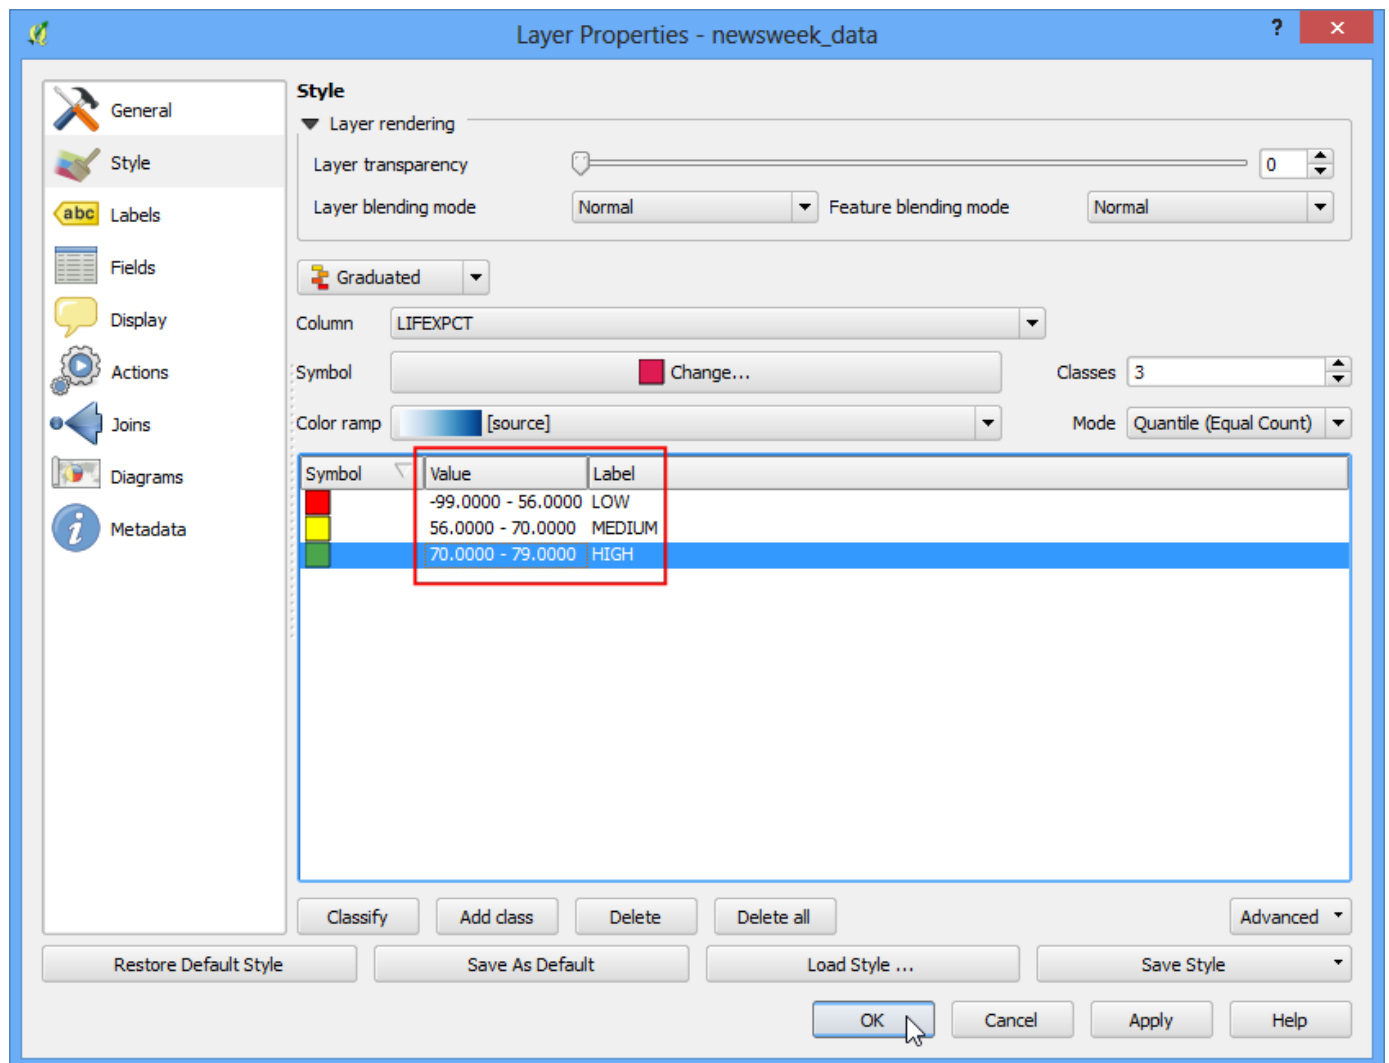 Layer Properties - newsweek_data
?
General
Style
Labels
Fields
Display
Actions
Joins
Diagrams
Metadata
abc
Style
Layer rendering
Layer transparency 0
Layer blending mode Normal Feature blending mode Normal
Graduated
Column LIFEXPCT
Symbol Change... Classes 3
Color ramp [source] Mode Quantile (Equal Count)
Symbol Value Label
-99.0000 - 56.0000 LOW
56.0000 - 70.0000 MEDIUM
70.0000 - 79.0000 HIGH
Classify Add class Delete Delete all Advanced
Restore Default Style Save As Default Load Style ... Save Style
OK Cancel Apply Help